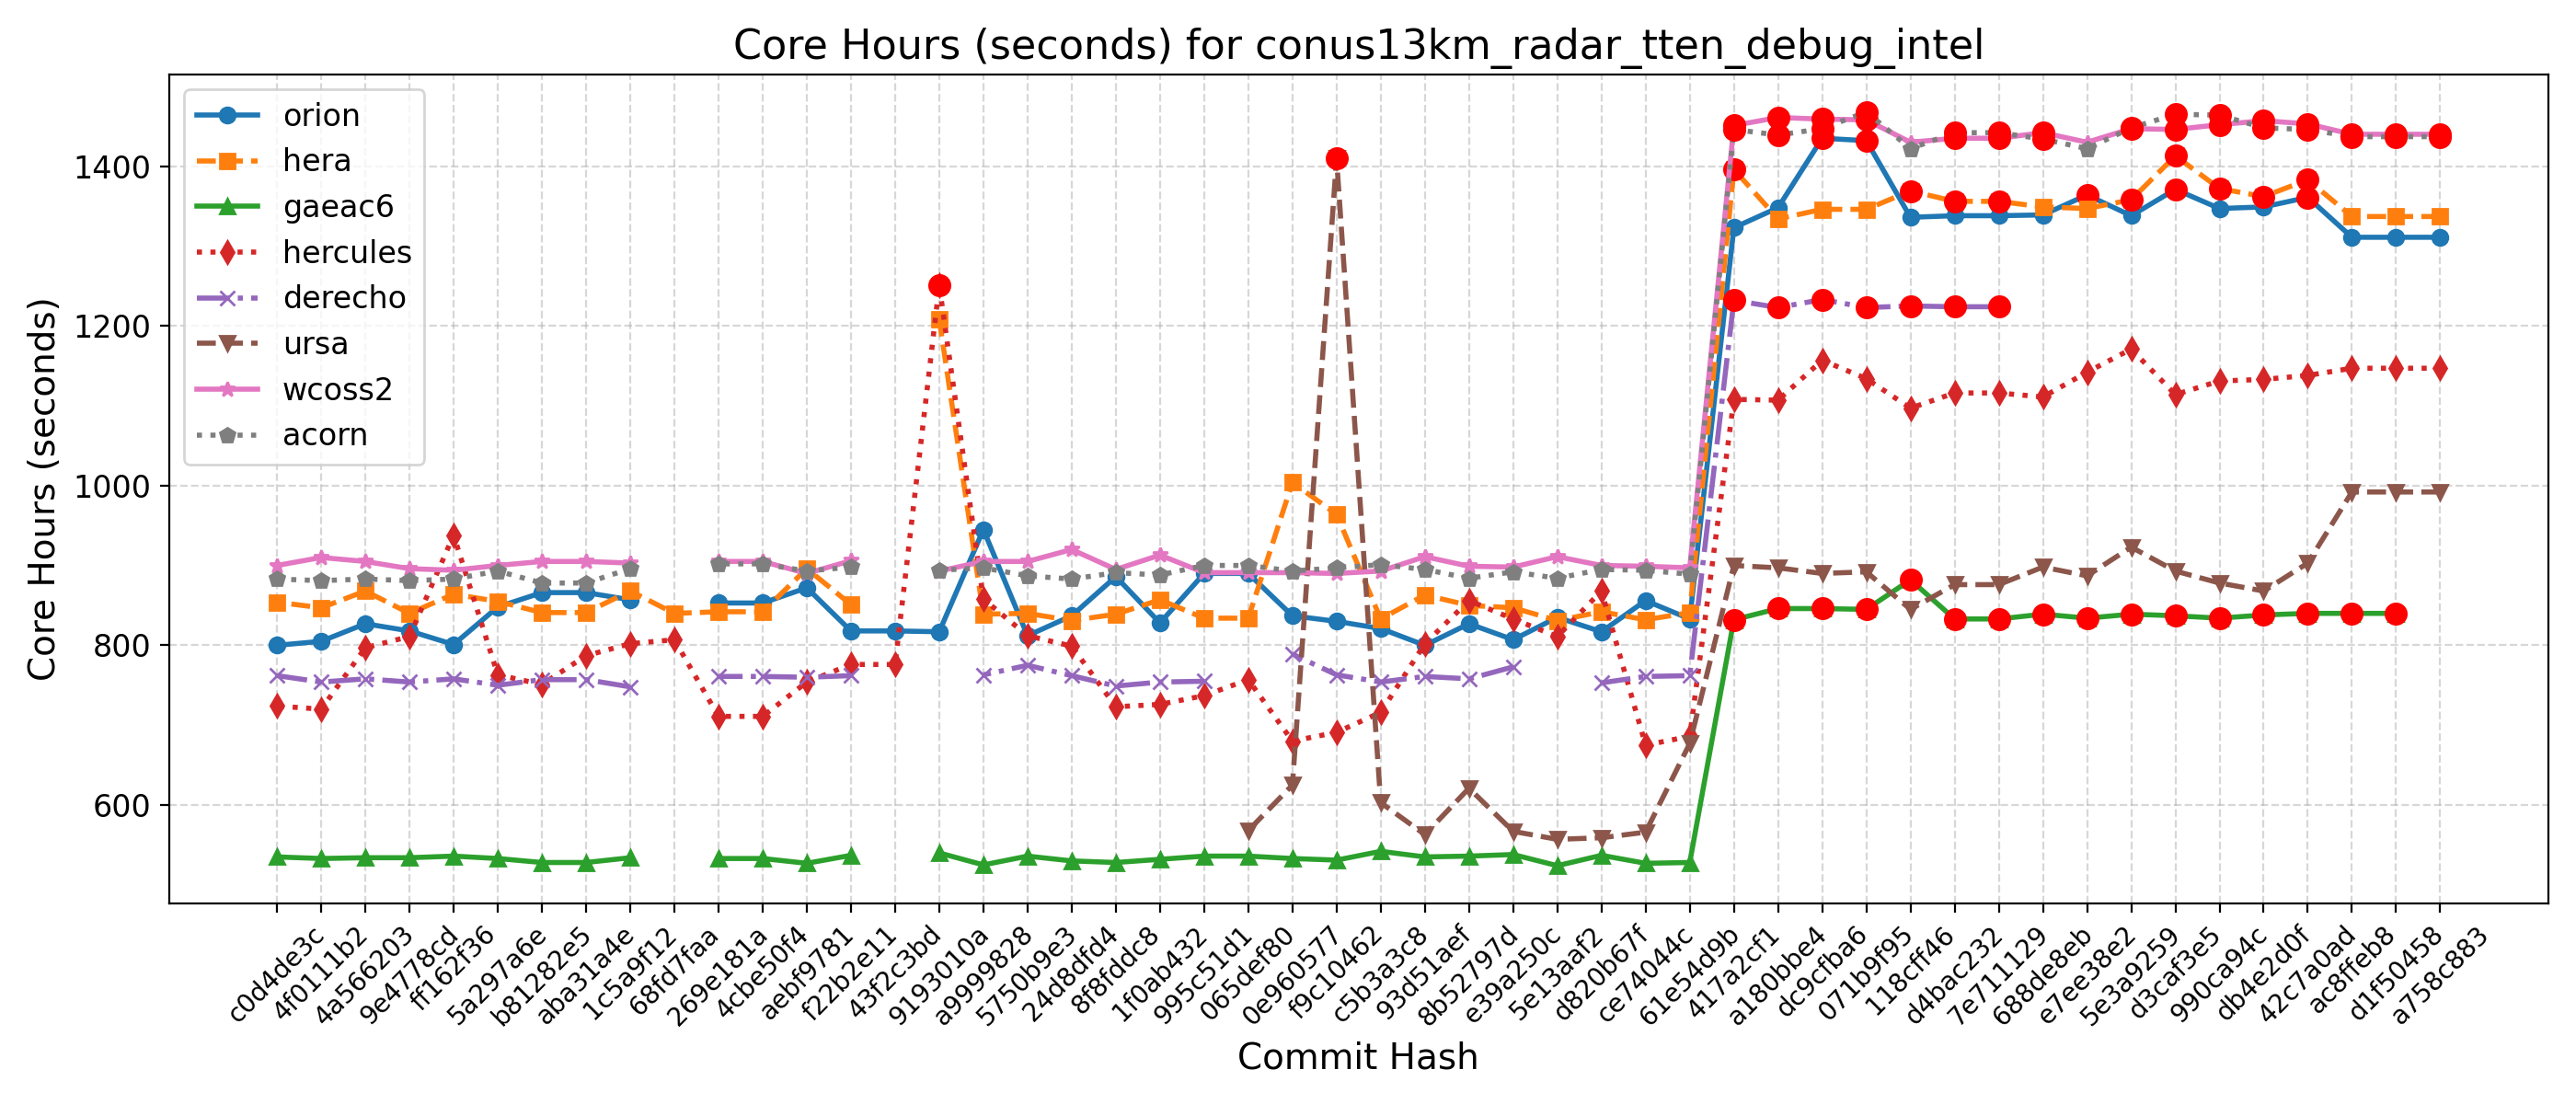 Core Hours (seconds) for conus13km_radar_tten_debug_intel
orion
hera
gaeac6
hercules
derecho
ursa
wcoss2
acorn
Core Hours (seconds)
1400
1200
1000
800
600
c0d4de3c
4f0111b2
4a566203
9e4778cd
ff162f36
5a297a6e
b81282e5
aba31a4e
1c5a9f12
68fd7faa
269e181a
4cbe50f4
aebf9781
f22b2e11
43f2c3bd
9193010a
a9999828
5750b9e3
24d8dfd4
8f8fddc8
1f0ab432
995c51d1
065def80
0e960577
f9c10462
c5b3a3c8
93d51aef
8b52797d
e39a250c
5e13aaf2
d820b67f
ce74044c
61e54d9b
417a2cf1
a180bbe4
dc9cfba6
071b9f95
118cff46
d4bac232
7e711129
688de8eb
e7ee38e2
5e3a9259
d3caf3e5
990ca94c
db4e2d0f
42c7a0ad
ac8ffeb8
d1f50458
a758c883
Commit Hash